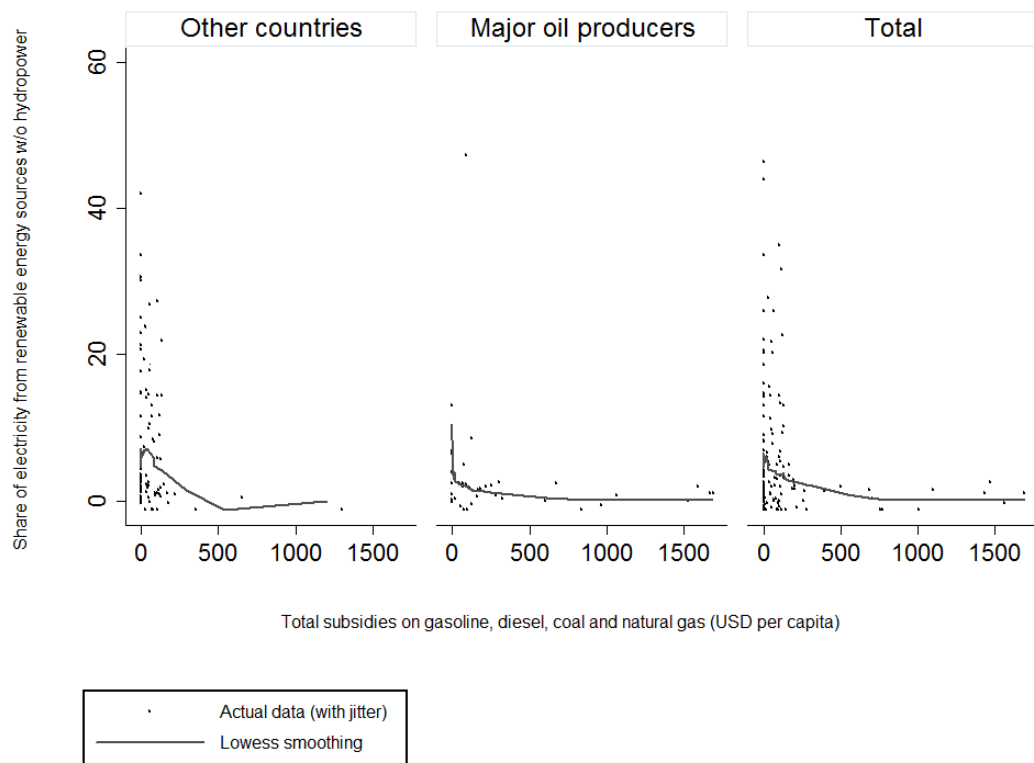 Other countries
Major oil producers
Total
Share of electricity from renewable energy sources w/o hydropower
60
40
20
0
0 500 1000 1500
0 500 1000 1500
0 500 1000 1500
Total subsidies on gasoline, diesel, coal and natural gas (USD per capita)
Actual data (with jitter)
Lowess smoothing